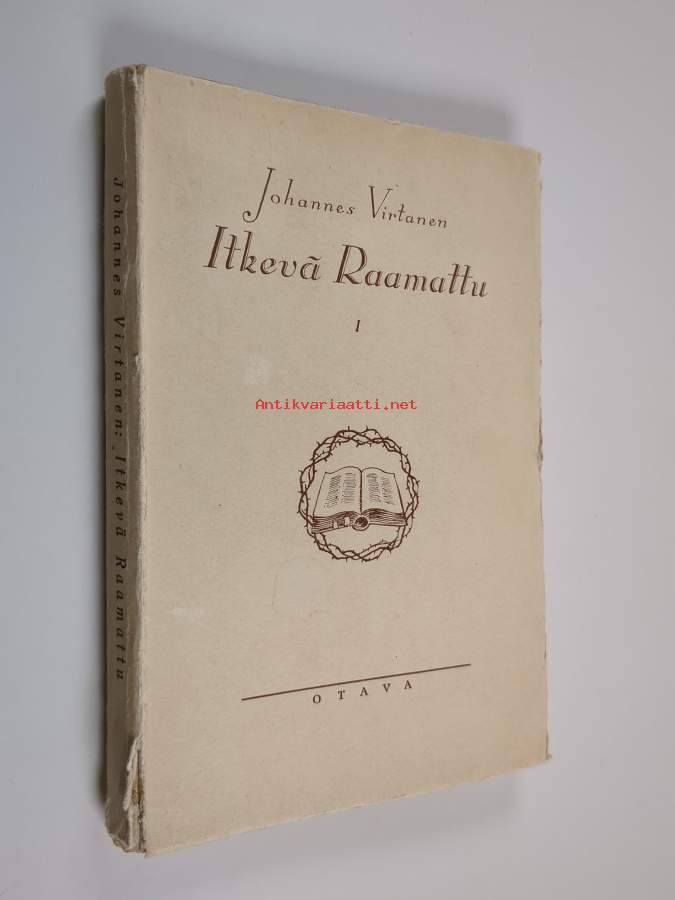 Johannes Virtanen
Itkevä Raamattu
I
Antikvariaatti.net
OTAVA
Johannes Virtanen: Itkevä Raamattu